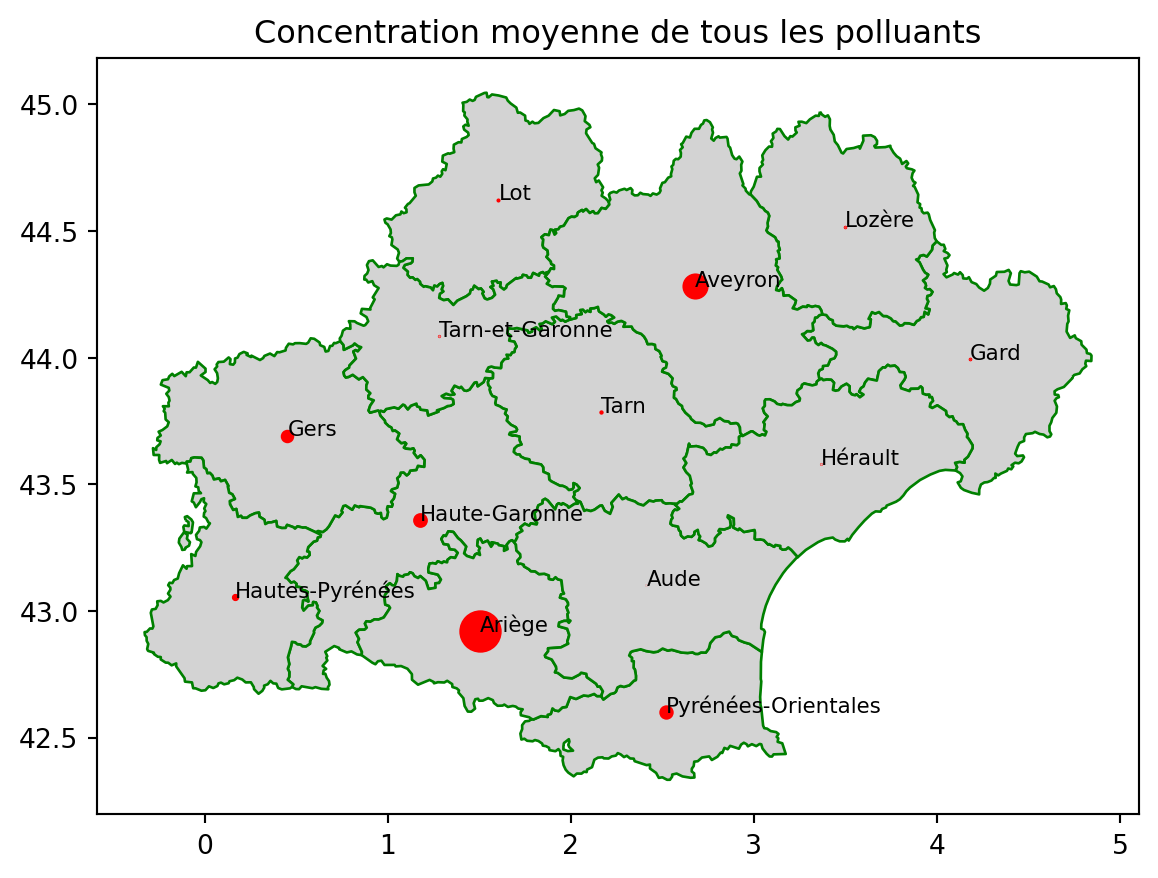 Concentration moyenne de tous les polluants
45.0
44.5
44.0
43.5
43.0
42.5
Lot
Lozère
Aveyron
Tarn-et-Garonne
Gard
Tarn
Gers
Hérault
Haute-Garonne
Aude
Hautes-Pyrénées
Ariège
Pyrénées-Orientales
0 1 2 3 4 5